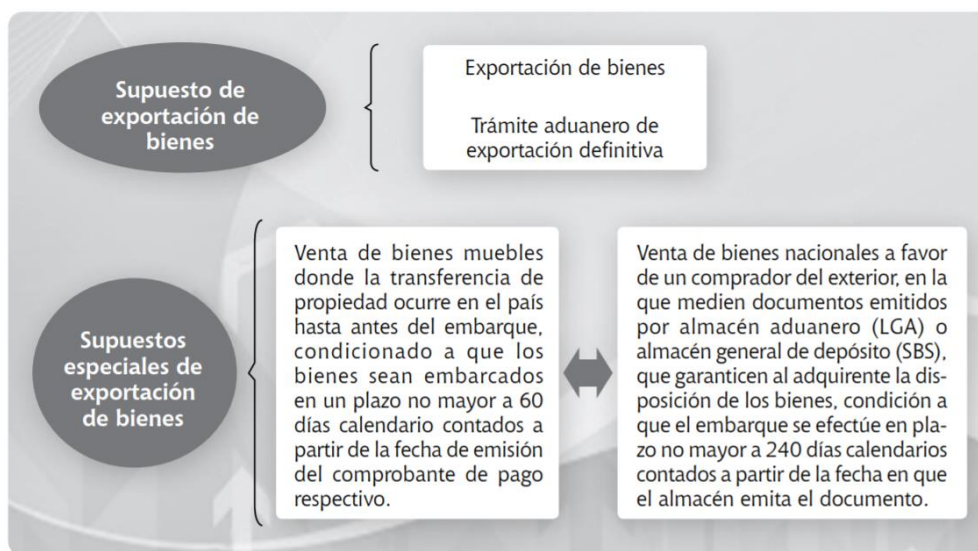 Supuesto de
exportación de
bienes
Exportación de bienes
Trámite aduanero de
exportación definitiva
Supuestos
especiales de
exportación
de bienes
Venta de bienes muebles
donde la transferencia de
propiedad ocurre en el país
hasta antes del embarque,
condicionado a que los
bienes sean embarcados
en un plazo no mayor a 60
días calendario contados a
partir de la fecha de emisión
del comprobante de pago
respectivo.
Venta de bienes nacionales a favor
de un comprador del exterior, en la
que medien documentos emitidos
por almacén aduanero (LGA) o
almacén general de depósito (SBS),
que garanticen al adquirente la dis-
posición de los bienes, condición a
que el embarque se efectúe en pla-
zo no mayor a 240 días calendarios
contados a partir de la fecha en que
el almacén emita el documento.